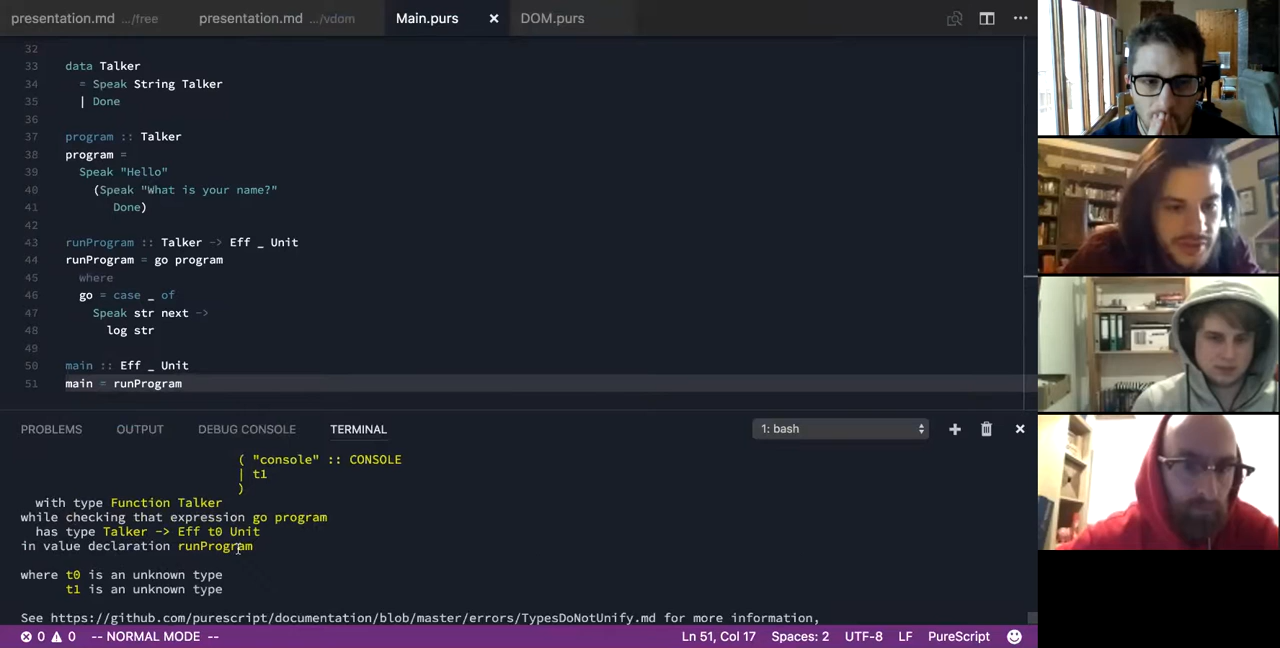 presentation.md .../free presentation.md .../vdom Main.purs × DOM.purs
32
33 data Talker
34 = Speak String Talker
35 | Done
36
37 program :: Talker
38 program =
39 Speak "Hello"
40 (Speak "What is your name?"
41 Done)
42
43 runProgram :: Talker -> Eff _ Unit
44 runProgram = go program
45 where
46 go = case _ of
47 Speak str next ->
48 log str
49
50 main :: Eff _ Unit
51 main = runProgram
PROBLEMS OUTPUT DEBUG CONSOLE TERMINAL 1: bash
( "console" :: CONSOLE
| t1
)
with type Function Talker
while checking that expression go program
has type Talker -> Eff t0 Unit
in value declaration runProgram
where t0 is an unknown type
t1 is an unknown type
See https://github.com/purescript/documentation/blob/master/errors/TypesDoNotUnify.md for more information,
0 0 -- NORMAL MODE -- Ln 51, Col 17 Spaces: 2 UTF-8 LF PureScript